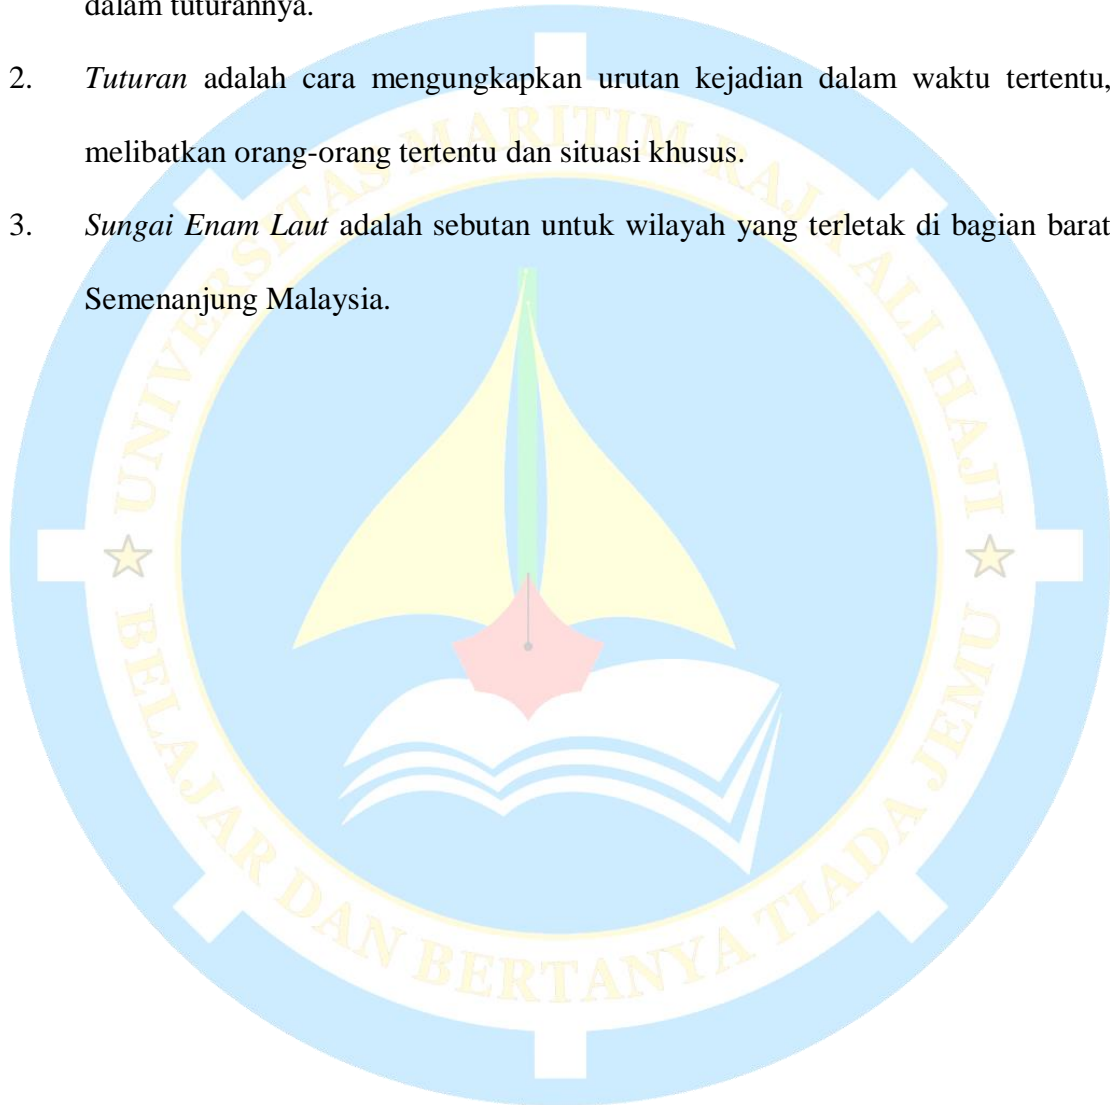 dalam tuturannya.
2. Tuturan adalah cara mengungkapkan urutan kejadian dalam waktu tertentu,
melibatkan orang-orang tertentu dan situasi khusus.
3. Sungai Enam Laut adalah sebutan untuk wilayah yang terletak di bagian barat
Semenanjung Malaysia.
UNIVERSITAS MARITIM RAJA ALI HAJI
BELAJAR DAN BERTANYA TIADA JEMU